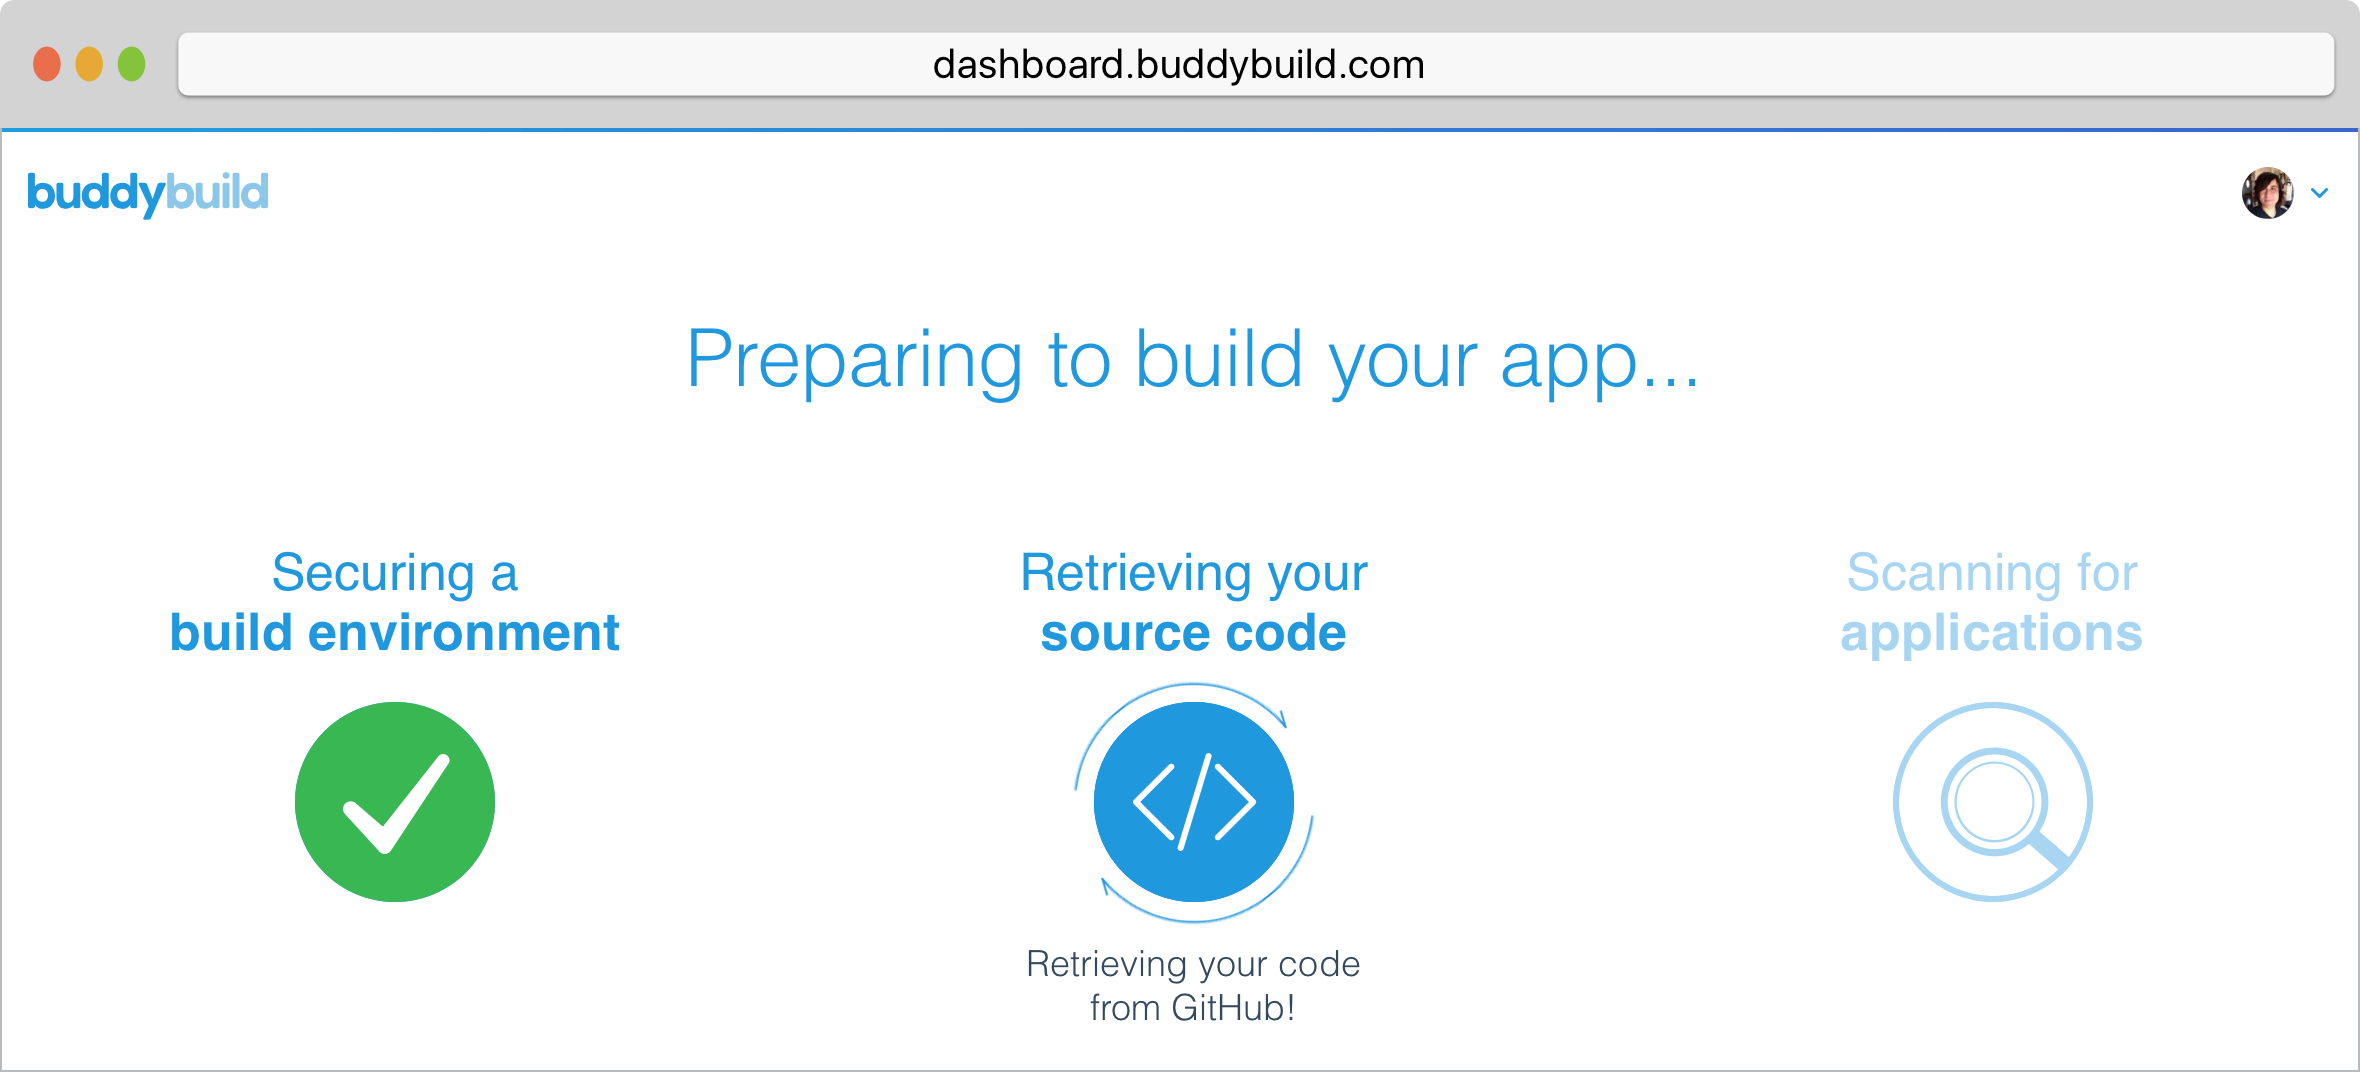 dashboard.buddybuild.com
buddybuild
Preparing to build your app...
Securing a
build environment
Retrieving your
source code
Retrieving your code
from GitHub!
Scanning for
applications